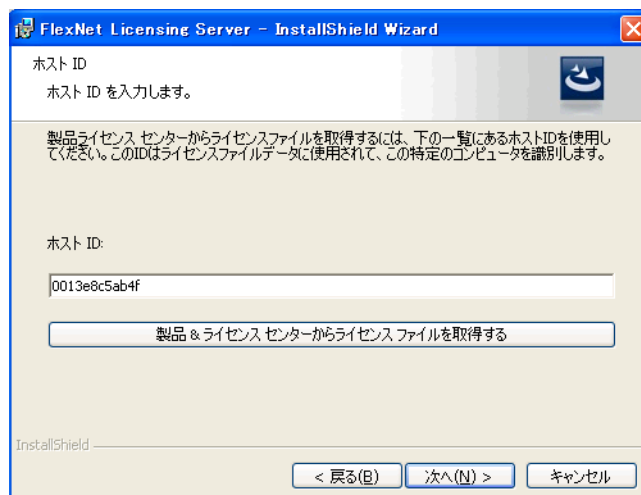 FlexNet Licensing Server - InstallShield Wizard
ホスト ID
ホスト ID を入力します。
製品ライセンス センターからライセンスファイルを取得するには、下の一覧にあるホストIDを使用し
てください。このIDはライセンスファイルデータに使用されて、この特定のコンピュータを識別します。
ホスト ID:
0013e8c5ab4f
製品 & ライセンス センターからライセンス ファイルを取得する
InstallShield
< 戻る(B)
次へ(N) >
キャンセル